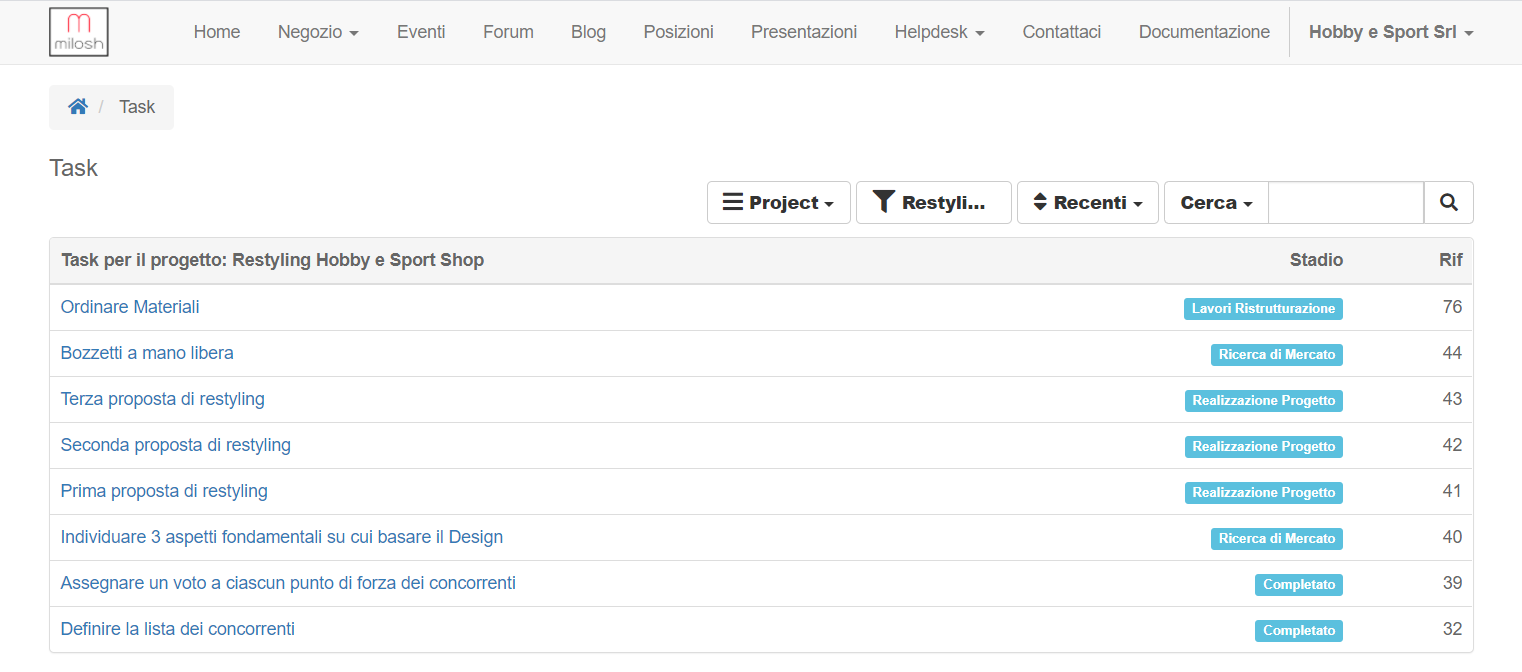 milosh
Home Negozio Eventi Forum Blog Posizioni Presentazioni Helpdesk Contattaci Documentazione Hobby e Sport Srl
/ Task
Task
Project Restyli... Recenti Cerca
Task per il progetto: Restyling Hobby e Sport Shop Stadio Rif
Ordinare Materiali Lavori Ristrutturazione 76
Bozzetti a mano libera Ricerca di Mercato 44
Terza proposta di restyling Realizzazione Progetto 43
Seconda proposta di restyling Realizzazione Progetto 42
Prima proposta di restyling Realizzazione Progetto 41
Individuare 3 aspetti fondamentali su cui basare il Design Ricerca di Mercato 40
Assegnare un voto a ciascun punto di forza dei concorrenti Completato 39
Definire la lista dei concorrenti Completato 32